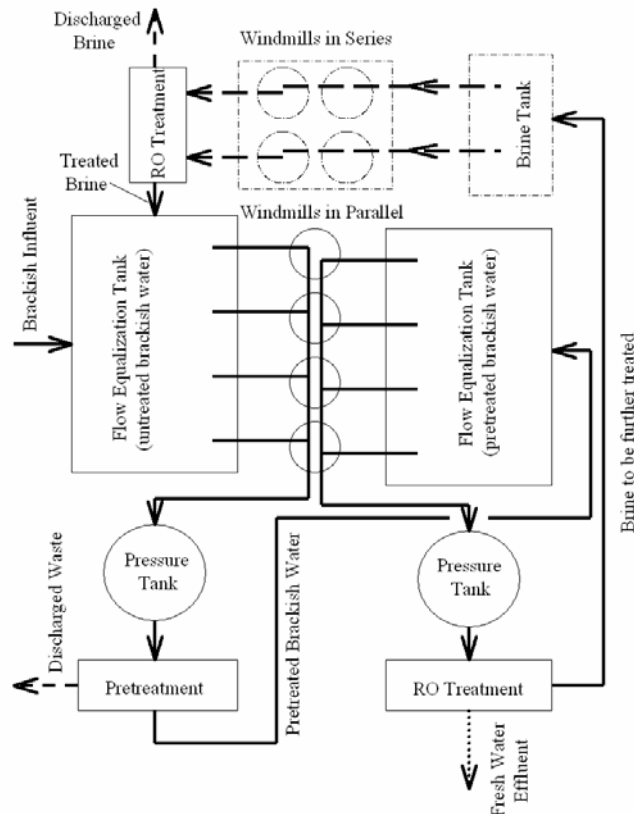 Discharged
Brine
Windmills in Series
RO Treatment
Brine Tank
Treated
Brine
Windmills in Parallel
Brackish Influent
Flow Equalization Tank
(untreated brackish water)
Flow Equalization Tank
(pretreated brackish water)
Brine to be further treated
Pressure
Tank
Pressure
Tank
Discharged Waste
Pretreated Brackish Water
Pretreatment
RO Treatment
Fresh Water
Effluent